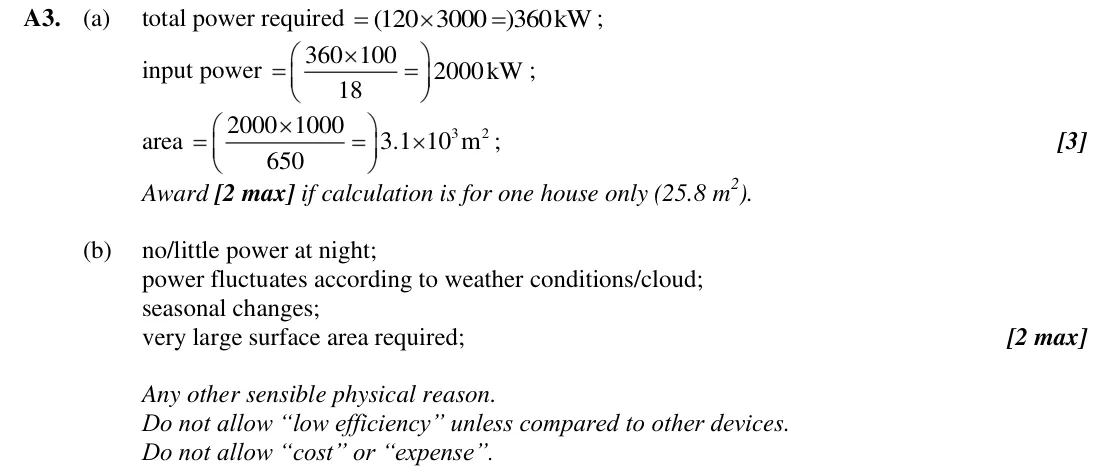 A3. (a) total power required = (120×3000 =)360 kW ;
input power = (360×100 / 18 =) 2000 kW ;
area = (2000×1000 / 650 =) 3.1×10³ m² ; [3]
Award [2 max] if calculation is for one house only (25.8 m²).
(b) no/little power at night;
power fluctuates according to weather conditions/cloud;
seasonal changes;
very large surface area required; [2 max]
Any other sensible physical reason.
Do not allow “low efficiency” unless compared to other devices.
Do not allow “cost” or “expense”.